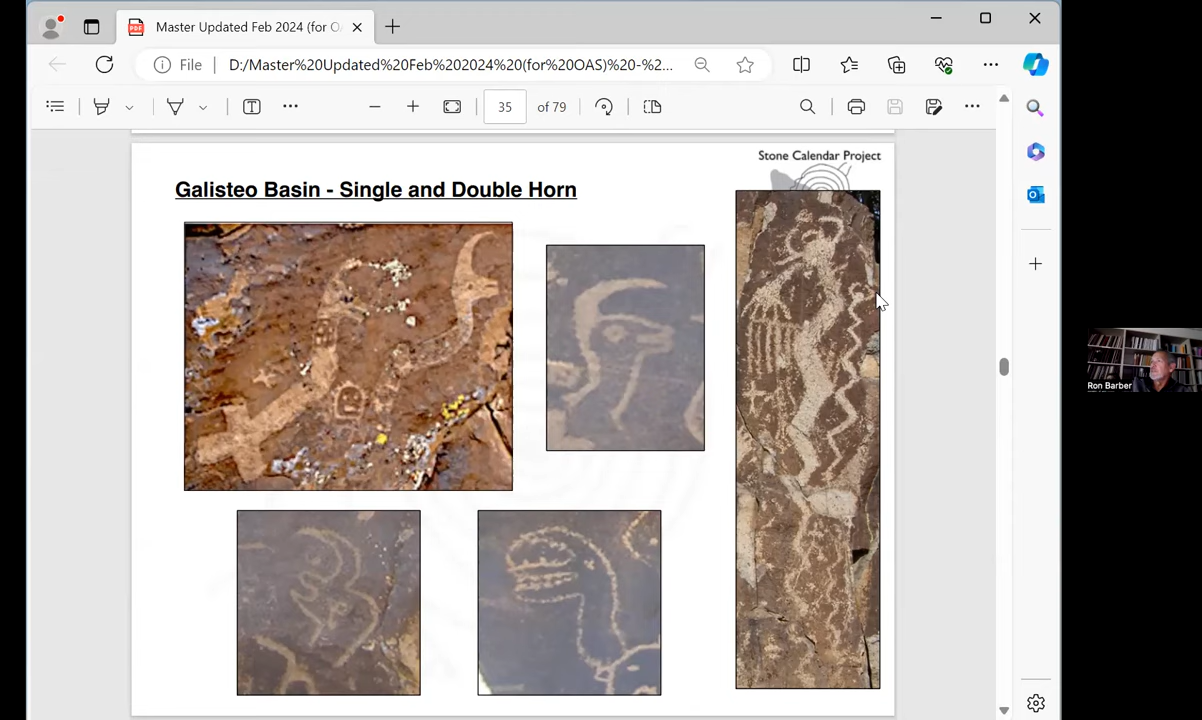 Master Updated Feb 2024 (for O
File
D:/Master%20Updated%20Feb%202024%20(for%20OAS)%20-%2...
35 of 79
Stone Calendar Project
Galisteo Basin - Single and Double Horn
Ron Barber